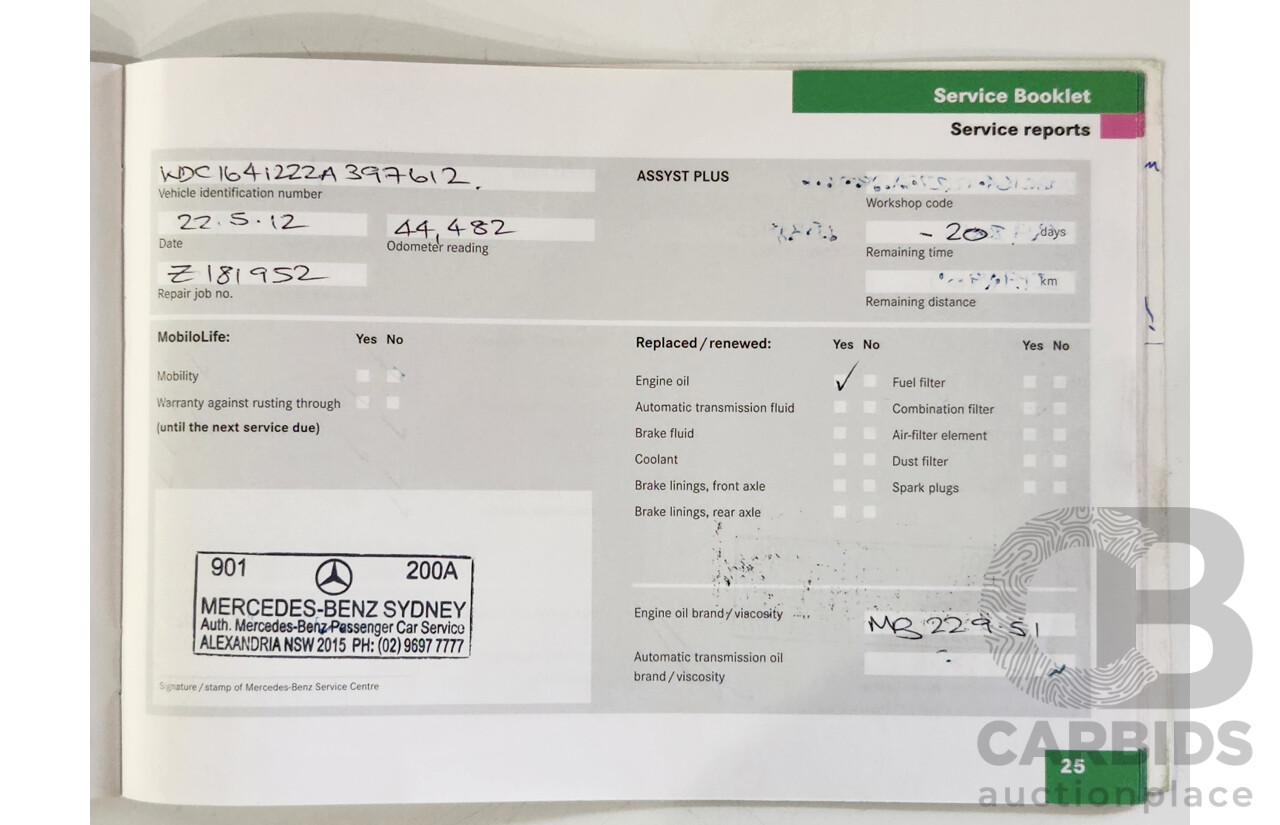 Service Booklet
Service reports
WDC1641222A397612.
Vehicle identification number
22.5.12
Date
44,482
Odometer reading
Z181952
Repair job no.
ASSYST PLUS
Workshop code
- 20 days
Remaining time
km
Remaining distance
MobiloLife: Yes No
Mobility
Warranty against rusting through
(until the next service due)
Replaced / renewed: Yes No Yes No
Engine oil ✓ Fuel filter
Automatic transmission fluid Combination filter
Brake fluid Air-filter element
Coolant Dust filter
Brake linings, front axle Spark plugs
Brake linings, rear axle
901 200A
MERCEDES-BENZ SYDNEY
Auth. Mercedes-Benz Passenger Car Service
ALEXANDRIA NSW 2015 PH: (02) 9697 7777
Signature / stamp of Mercedes-Benz Service Centre
Engine oil brand / viscosity MB 229.51
Automatic transmission oil
brand / viscosity
25
CB
CARBIDS
auctionplace